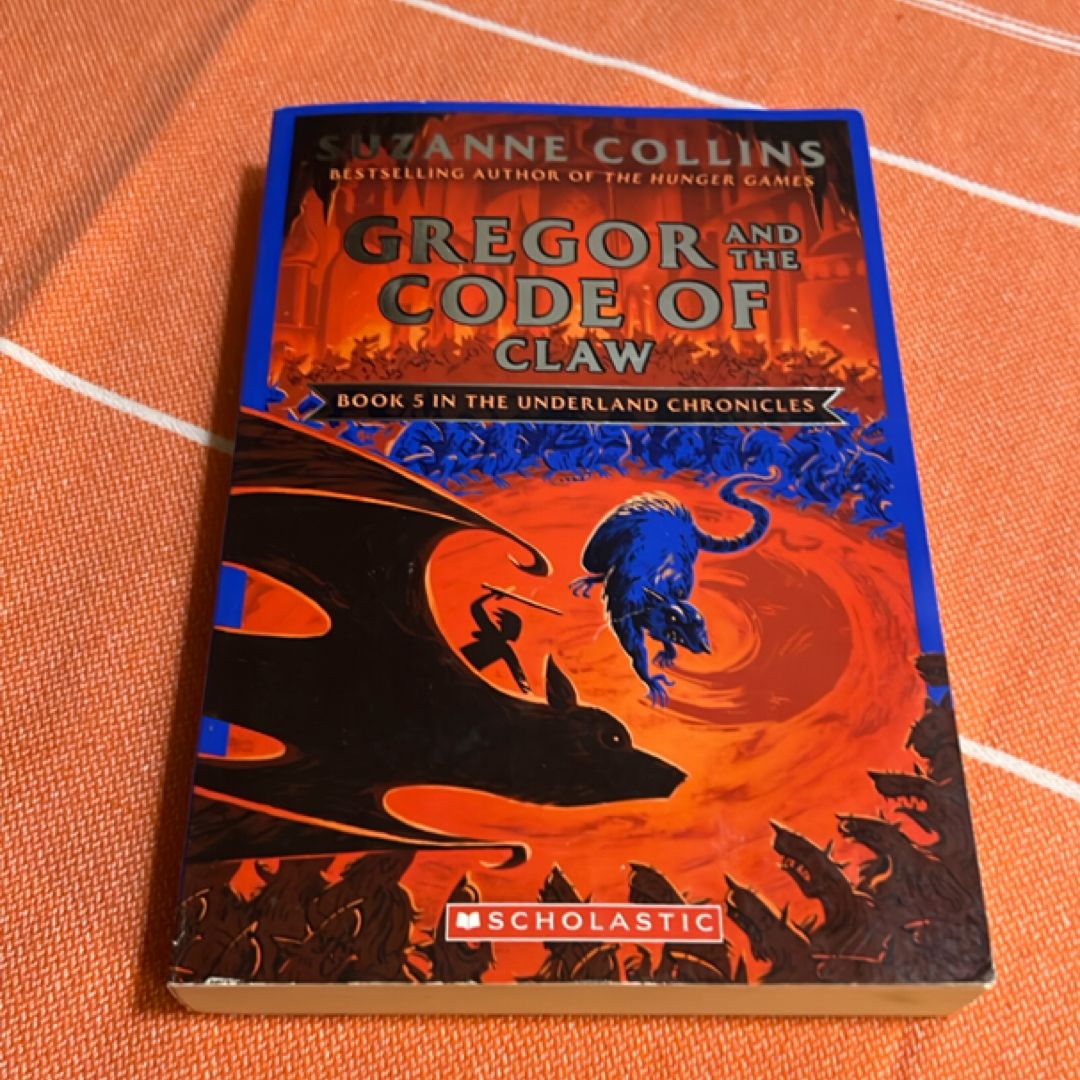 SUZANNE COLLINS
BESTSELLING AUTHOR OF THE HUNGER GAMES
GREGOR AND THE
CODE OF
CLAW
BOOK 5 IN THE UNDERLAND CHRONICLES
SCHOLASTIC